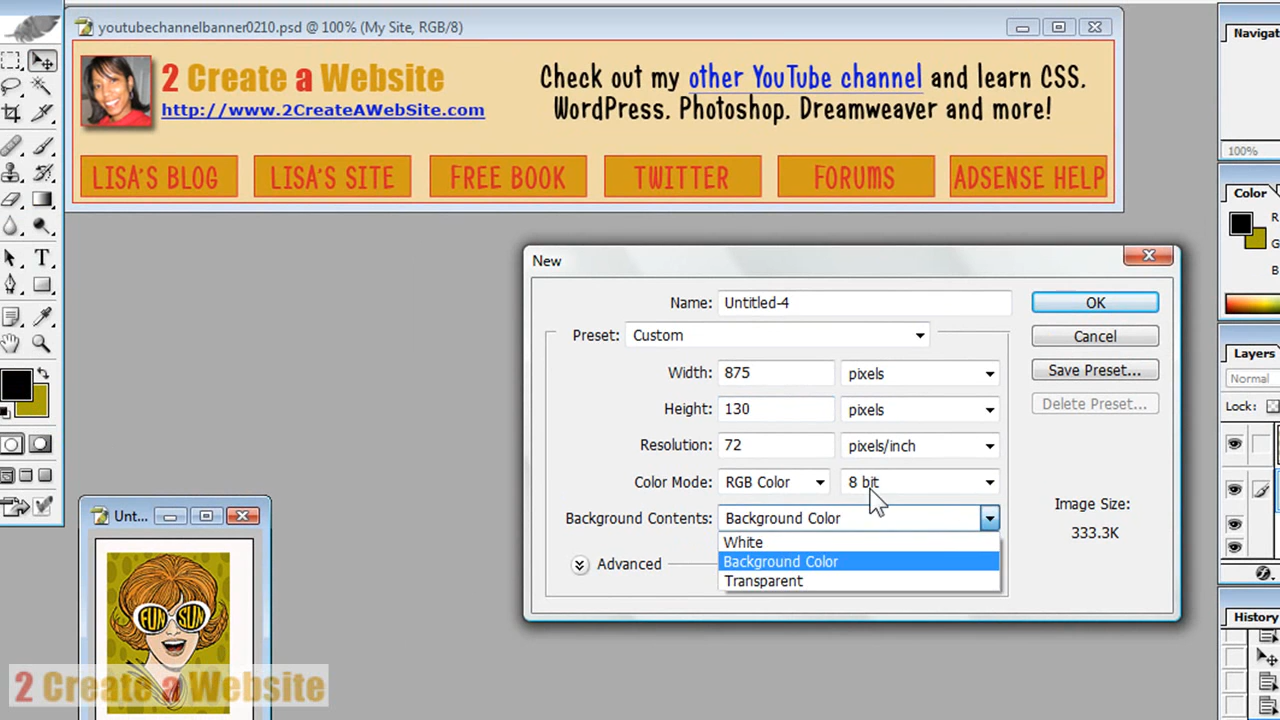 youtubechannelbanner0210.psd @ 100% (My Site, RGB/8)
2 Create a Website
http://www.2CreateAWebSite.com
Check out my other YouTube channel and learn CSS,
WordPress, Photoshop, Dreamweaver and more!
LISA'S BLOG
LISA'S SITE
FREE BOOK
TWITTER
FORUMS
ADSENSE HELP
Navigat
100%
Color
R
G
B
Layers
Normal
Lock:
History
New
Name: Untitled-4
OK
Preset: Custom
Cancel
Width: 875 pixels
Save Preset...
Height: 130 pixels
Delete Preset...
Resolution: 72 pixels/inch
Color Mode: RGB Color 8 bit
Image Size:
333.3K
Background Contents: Background Color
White
Background Color
Transparent
Advanced
Unt...
FUN SUN
2 Create a Website